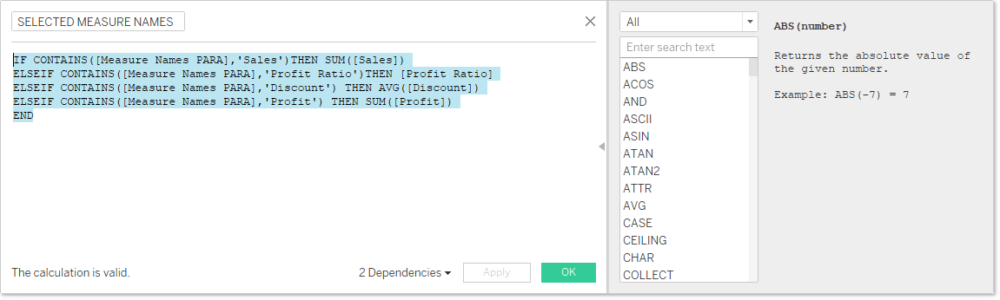 SELECTED MEASURE NAMES
IF CONTAINS([Measure Names PARA],'Sales')THEN SUM([Sales])
ELSEIF CONTAINS([Measure Names PARA],'Profit Ratio')THEN [Profit Ratio]
ELSEIF CONTAINS([Measure Names PARA],'Discount') THEN AVG([Discount])
ELSEIF CONTAINS([Measure Names PARA],'Profit') THEN SUM([Profit])
END
The calculation is valid.
2 Dependencies
Apply
OK
All
Enter search text
ABS
ACOS
AND
ASCII
ASIN
ATAN
ATAN2
ATTR
AVG
CASE
CEILING
CHAR
COLLECT
ABS(number)
Returns the absolute value of
the given number.
Example: ABS(-7) = 7